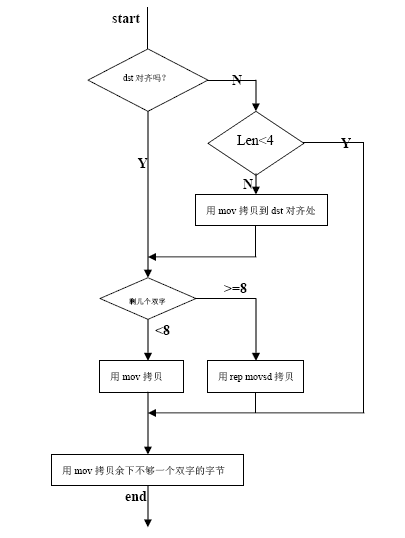 start
dst 对齐吗?
N
Len<4
Y
Y
N
用 mov 拷贝到 dst 对齐处
剩几个双字
>=8
<8
用 mov 拷贝
用 rep movsd 拷贝
用 mov 拷贝余下不够一个双字的字节
end